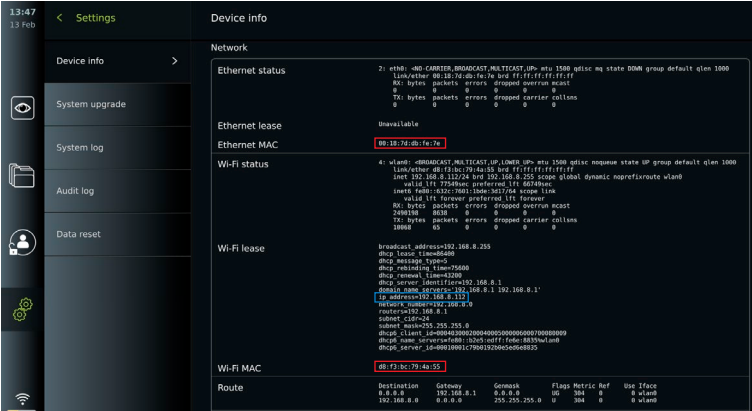 13:47
13 Feb
Settings
Device info
System upgrade
System log
Audit log
Data reset
Device info
Network
Ethernet status
2: eth0: <NO-CARRIER,BROADCAST,MULTICAST,UP> mtu 1500 qdisc mq state DOWN group default qlen 1000
link/ether 00:18:7d:db:fe:7e brd ff:ff:ff:ff:ff:ff
RX: bytes packets errors dropped overrun mcast
0 0 0 0 0 0
TX: bytes packets errors dropped carrier collsns
0 0 0 0 0 0
Ethernet lease
Unavailable
Ethernet MAC
00:18:7d:db:fe:7e
Wi-Fi status
4: wlan0: <BROADCAST,MULTICAST,UP,LOWER_UP> mtu 1500 qdisc noqueue state UP group default qlen 1000
link/ether d8:f3:bc:79:4a:55 brd ff:ff:ff:ff:ff:ff
inet 192.168.8.112/24 brd 192.168.8.255 scope global dynamic noprefixroute wlan0
valid_lft 77549sec preferred_lft 66749sec
inet6 fe80::632c:7601:1bde:3d17/64 scope link
valid_lft forever preferred_lft forever
RX: bytes packets errors dropped overrun mcast
2490198 8638 0 0 0 0
TX: bytes packets errors dropped carrier collsns
10068 65 0 0 0 0
Wi-Fi lease
broadcast_address=192.168.8.255
dhcp_lease_time=86400
dhcp_message_type=5
dhcp_rebinding_time=75600
dhcp_renewal_time=43200
dhcp_server_identifier=192.168.8.1
domain_name_servers='192.168.8.1 192.168.8.1'
ip_address=192.168.8.112
network_number=192.168.8.0
routers=192.168.8.1
subnet_cidr=24
subnet_mask=255.255.255.0
dhcp6_client_id=000403000200040005000006000700080009
dhcp6_name_servers=fe80::b2e5:edff:fe6e:8835%wlan0
dhcp6_server_id=00010001c79b0192b0e5ed6e8835
Wi-Fi MAC
d8:f3:bc:79:4a:55
Route
Destination Gateway Genmask Flags Metric Ref Use Iface
0.0.0.0 192.168.8.1 0.0.0.0 UG 304 0 0 wlan0
192.168.8.0 0.0.0.0 255.255.255.0 U 304 0 0 wlan0